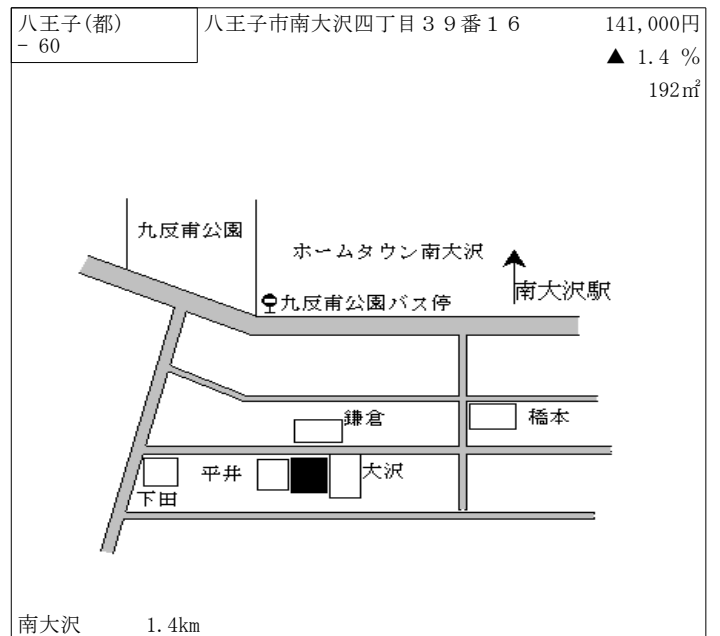 八王子(都)
- 60
八王子市南大沢四丁目３９番１６
141,000円
▲ 1.4 %
192㎡
九反甫公園
ホームタウン南大沢
南大沢駅
九反甫公園バス停
鎌倉
橋本
平井
大沢
下田
南大沢 1.4km